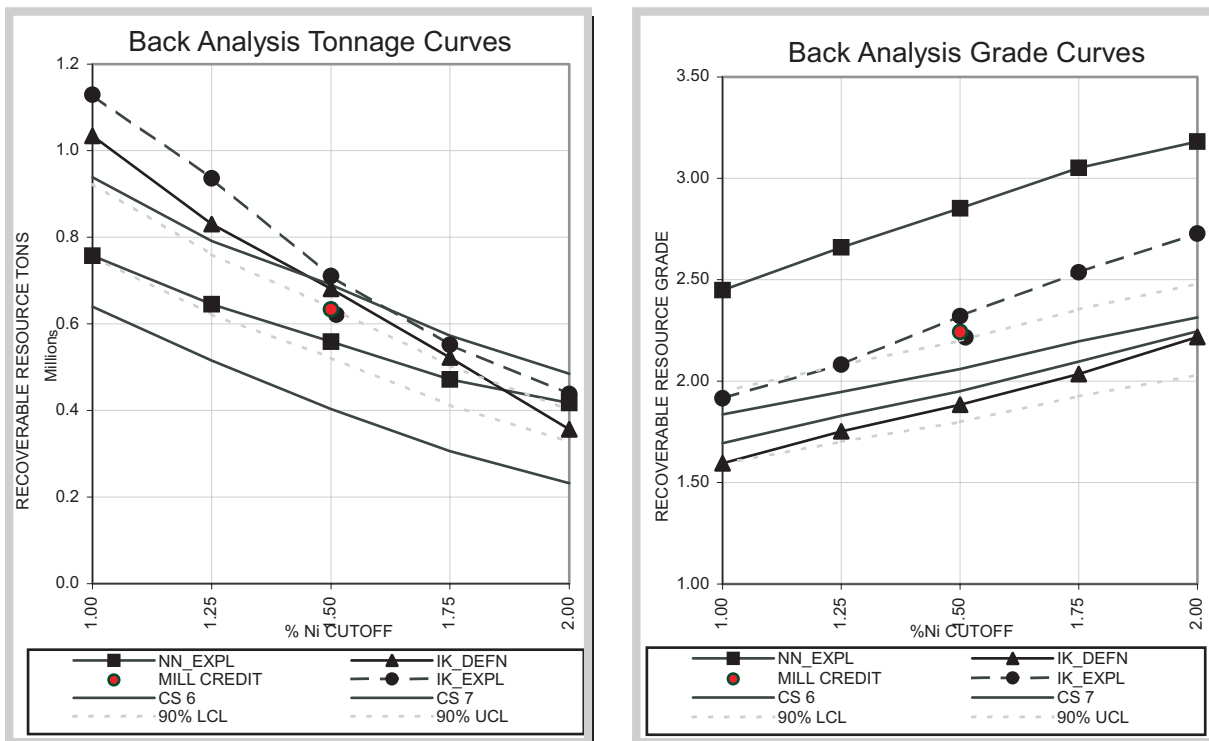 Back Analysis Tonnage Curves
1.2
1.0
0.8
0.6
0.4
0.2
0.0
RECOVERABLE RESOURCE TONS
Millions
1.00
1.25
1.50
1.75
2.00
% Ni CUTOFF
NN_EXPL
IK_DEFN
MILL CREDIT
IK_EXPL
CS 6
CS 7
90% LCL
90% UCL
Back Analysis Grade Curves
3.50
3.00
2.50
2.00
1.50
1.00
RECOVERABLE RESOURCE GRADE
1.00
1.25
1.50
1.75
2.00
%Ni CUTOFF
NN_EXPL
IK_DEFN
MILL CREDIT
IK_EXPL
CS 6
CS 7
90% LCL
90% UCL